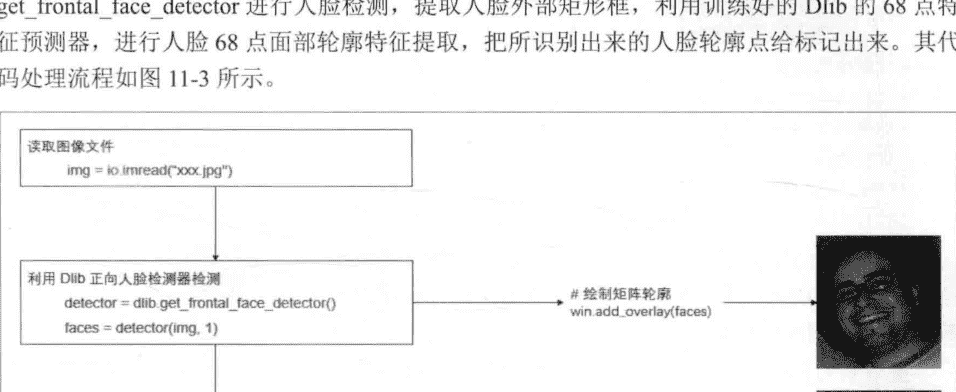 get_frontal_face_detector 进行人脸检测，提取人脸外部矩形框，利用训练好的 Dlib 的 68 点特
征预测器，进行人脸 68 点面部轮廓特征提取，把所识别出来的人脸轮廓点给标记出来。其代
码处理流程如图 11-3 所示。
读取图像文件
img = io.imread("xxx.jpg")
利用 Dlib 正向人脸检测器检测
detector = dlib.get_frontal_face_detector()
faces = detector(img, 1)
# 绘制矩阵轮廓
win.add_overlay(faces)